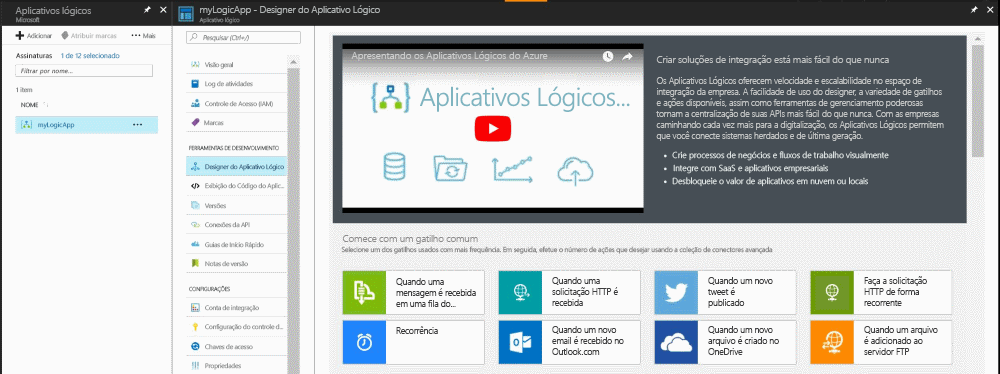 Aplicativos lógicos
Microsoft
Adicionar
Atribuir marcas
Mais
Assinaturas 1 de 12 selecionado
Filtrar por nome...
1 item
NOME
myLogicApp
myLogicApp - Designer do Aplicativo Lógico
Aplicativo lógico
Pesquisar (Ctrl+/)
Visão geral
Log de atividades
Controle de Acesso (IAM)
Marcas
FERRAMENTAS DE DESENVOLVIMENTO
Designer do Aplicativo Lógico
Exibição do Código do Aplic...
Versões
Conexões da API
Guias de Início Rápido
Notas de versão
CONFIGURAÇÕES
Conta de integração
Configuração do controle d...
Chaves de acesso
Propriedades
Apresentando os Aplicativos Lógicos do Azure
Aplicativos Lógicos...
Criar soluções de integração está mais fácil do que nunca
Os Aplicativos Lógicos oferecem velocidade e escalabilidade no espaço de
integração da empresa. A facilidade de uso do designer, a variedade de gatilhos
e ações disponíveis, assim como ferramentas de gerenciamento poderosas
tornam a centralização de suas APIs mais fácil do que nunca. Com as empresas
caminhando cada vez mais para a digitalização, os Aplicativos Lógicos permitem
que você conecte sistemas herdados e de última geração.
• Crie processos de negócios e fluxos de trabalho visualmente
• Integre com SaaS e aplicativos empresariais
• Desbloqueie o valor de aplicativos em nuvem ou locais
Comece com um gatilho comum
Selecione um dos gatilhos usados com mais frequência. Em seguida, efetue o número de ações que desejar usando a coleção de conectores avançada
Quando uma
mensagem é recebida
em uma fila do...
Quando uma
solicitação HTTP é
recebida
Quando um novo
tweet é
publicado
Faça a solicitação
HTTP de forma
recorrente
Recorrência
Quando um novo
email é recebido no
Outlook.com
Quando um novo
arquivo é criado no
OneDrive
Quando um arquivo
é adicionado ao
servidor FTP